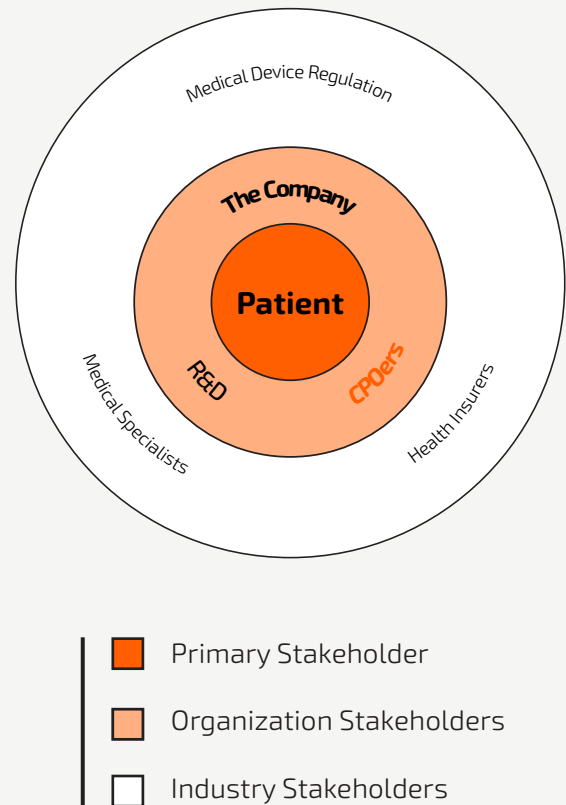 Medical Device Regulation
The Company
Patient
R&D
CPOers
Medical Specialists
Health Insurers
Primary Stakeholder
Organization Stakeholders
Industry Stakeholders